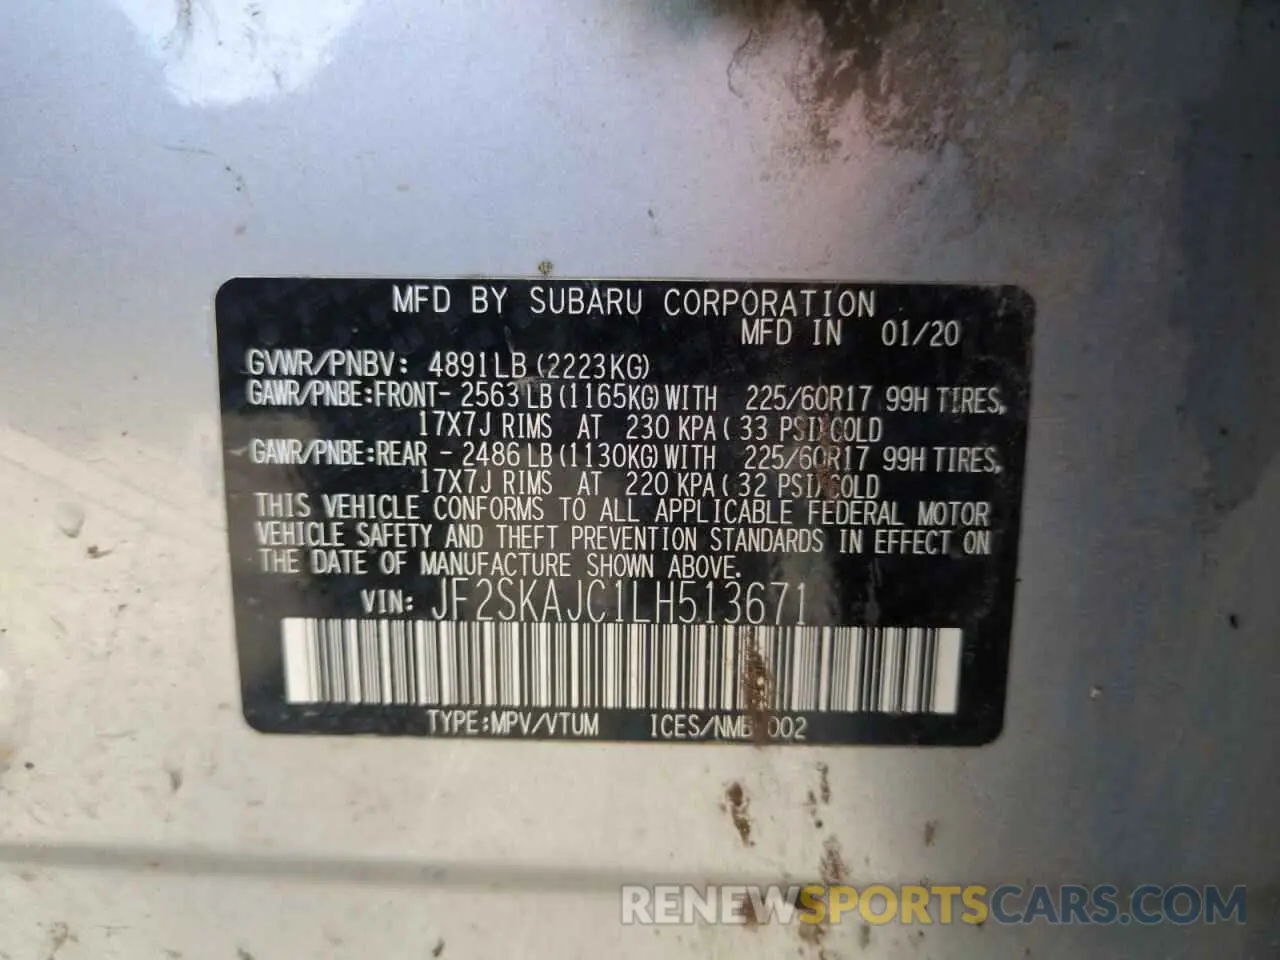 MFD BY SUBARU CORPORATION
MFD IN 01/20
GVWR/PNBV: 4891LB (2223KG)
GAWR/PNBE:FRONT- 2563 LB (1165KG) WITH 225/60R17 99H TIRES,
17X7J RIMS AT 230 KPA ( 33 PSI) COLD
GAWR/PNBE:REAR - 2486 LB (1130KG) WITH 225/60R17 99H TIRES,
17X7J RIMS AT 220 KPA ( 32 PSI) COLD
THIS VEHICLE CONFORMS TO ALL APPLICABLE FEDERAL MOTOR
VEHICLE SAFETY AND THEFT PREVENTION STANDARDS IN EFFECT ON
THE DATE OF MANUFACTURE SHOWN ABOVE.
VIN: JF2SKAJC1LH513671
TYPE:MPV/VTUM
RENEWSPORTSCARS.COM